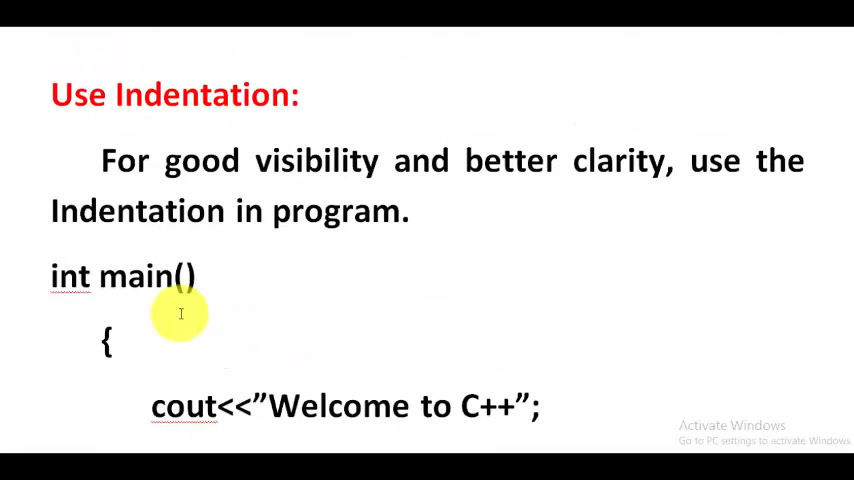 Use Indentation:
For good visibility and better clarity, use the
Indentation in program.
int main()
{
cout<<”Welcome to C++”;
Activate Windows
Go to PC settings to activate Windows.